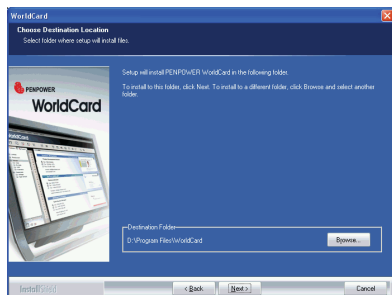 WorldCard
Choose Destination Location
Select folder where setup will install files.
PENPOWER
WorldCard
Setup will install PENPOWER WorldCard in the following folder.
To install to this folder, click Next. To install to a different folder, click Browse and select another
folder.
Destination Folder
D:\Program Files\WorldCard
Browse...
InstallShield
< Back
Next >
Cancel